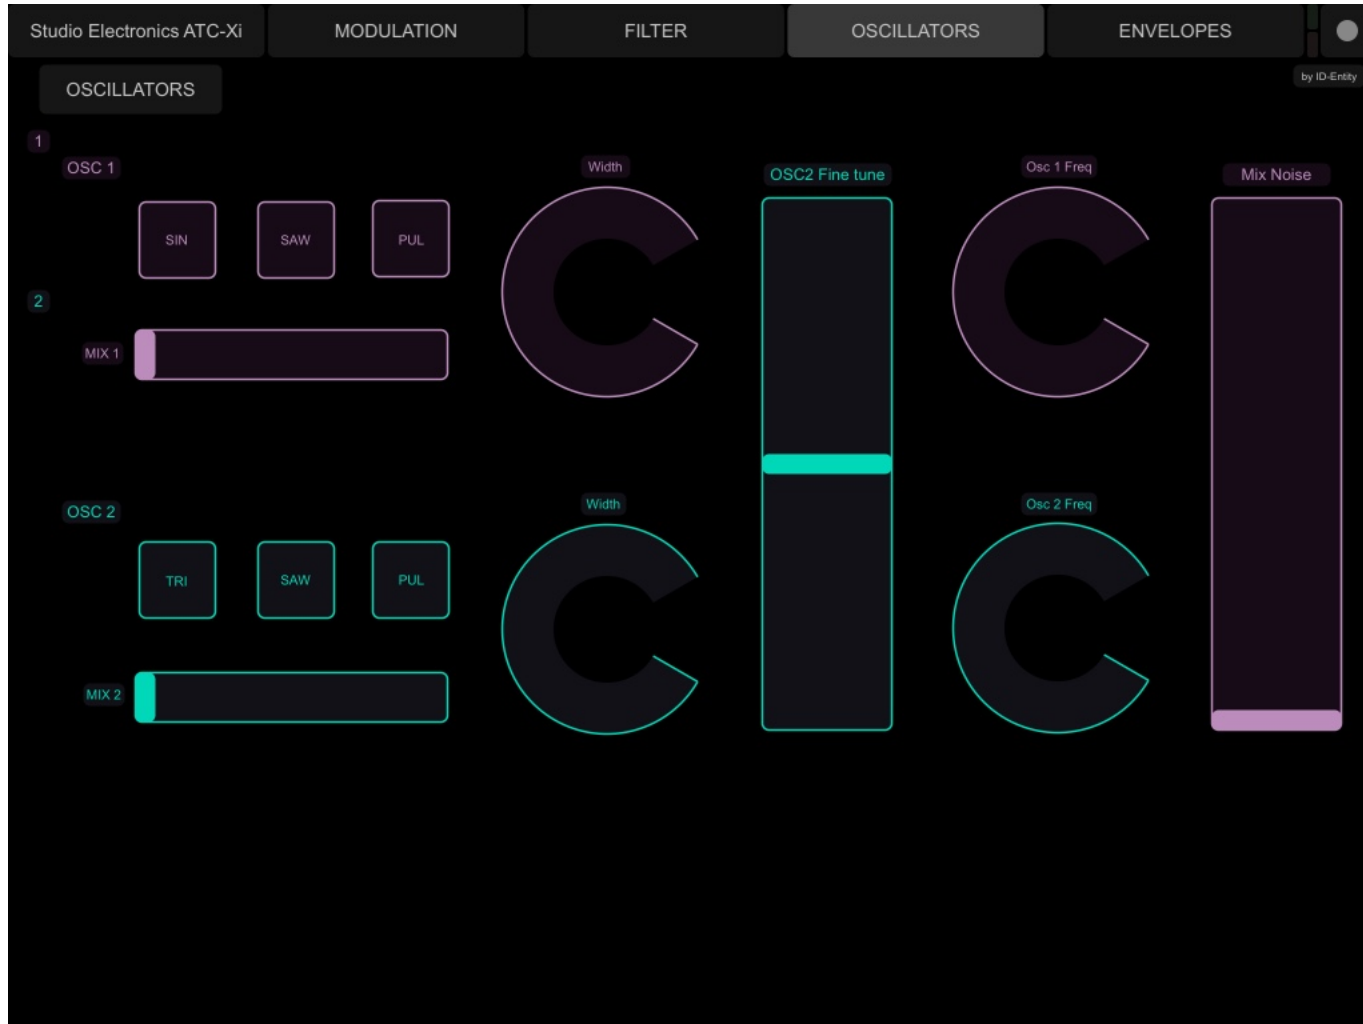 Studio Electronics ATC-Xi MODULATION FILTER OSCILLATORS ENVELOPES
OSCILLATORS
by ID-Entity
1
OSC 1
Width
OSC2 Fine tune
Osc 1 Freq
Mix Noise
SIN SAW PUL
2
MIX 1
OSC 2
Width
Osc 2 Freq
TRI SAW PUL
MIX 2